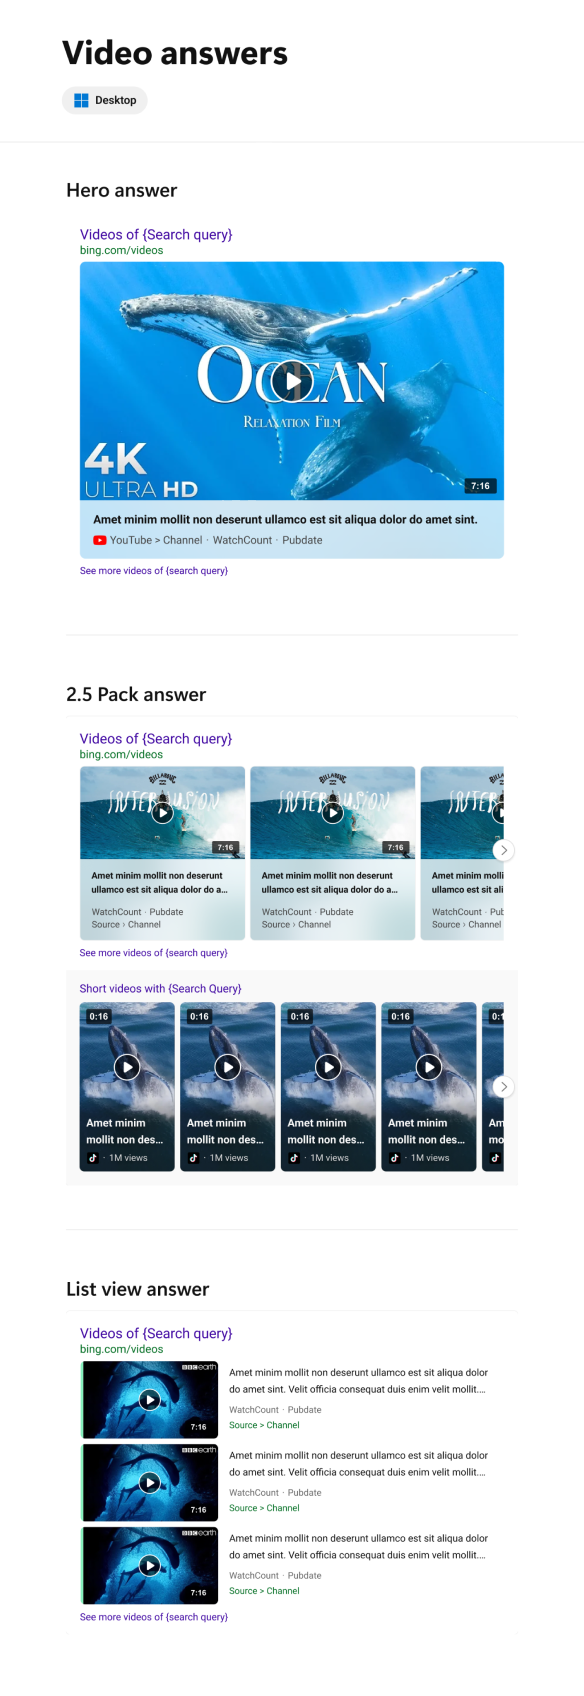 Video answers
Desktop
Hero answer
Videos of {Search query}
bing.com/videos
OCEAN
RELAXATION FILM
4K
ULTRA HD
7:16
Amet minim mollit non deserunt ullamco est sit aliqua dolor do amet sint.
YouTube > Channel · WatchCount · Pubdate
See more videos of {search query}
2.5 Pack answer
Videos of {Search query}
bing.com/videos
BILLABONG
7:16
Amet minim mollit non deserunt
ullamco est sit aliqua dolor do a...
WatchCount · Pubdate
Source › Channel
BILLABONG
7:16
Amet minim mollit non deserunt
ullamco est sit aliqua dolor do a...
WatchCount · Pubdate
Source › Channel
Amet minim molli
ullamco est sit ali
WatchCount · Pub
Source › Channel
See more videos of {search query}
Short videos with {Search Query}
0:16
Amet minim
mollit non des...
· 1M views
0:16
Amet minim
mollit non des...
· 1M views
0:16
Amet minim
mollit non des...
· 1M views
0:16
Amet minim
mollit non des...
· 1M views
0:1
Am
mo
List view answer
Videos of {Search query}
bing.com/videos
BBC earth
7:16
Amet minim mollit non deserunt ullamco est sit aliqua dolor
do amet sint. Velit officia consequat duis enim velit mollit....
WatchCount · Pubdate
Source > Channel
BBC earth
7:16
Amet minim mollit non deserunt ullamco est sit aliqua dolor
do amet sint. Velit officia consequat duis enim velit mollit....
WatchCount · Pubdate
Source > Channel
BBC earth
7:16
Amet minim mollit non deserunt ullamco est sit aliqua dolor
do amet sint. Velit officia consequat duis enim velit mollit....
WatchCount · Pubdate
Source > Channel
See more videos of {search query}